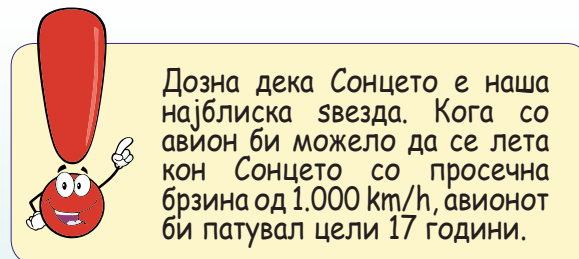 Дозна дека Сонцето е наша
најблиска ѕвезда. Кога со
авион би можело да се лета
кон Сонцето со просечна
брзина од 1.000 km/h, авионот
би патувал цели 17 години.